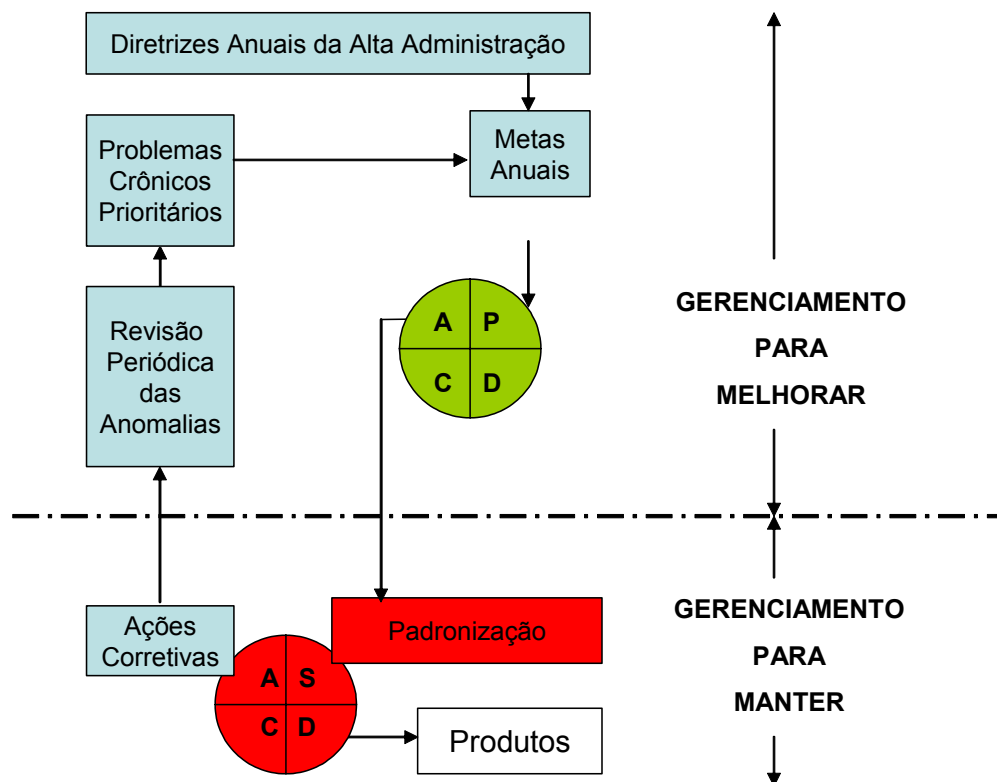 Diretrizes Anuais da Alta Administração
Problemas
Crônicos
Prioritários
Metas
Anuais
Revisão
Periódica
das
Anomalias
A P
C D
GERENCIAMENTO
PARA
MELHORAR
Ações
Corretivas
Padronização
A S
C D
Produtos
GERENCIAMENTO
PARA
MANTER